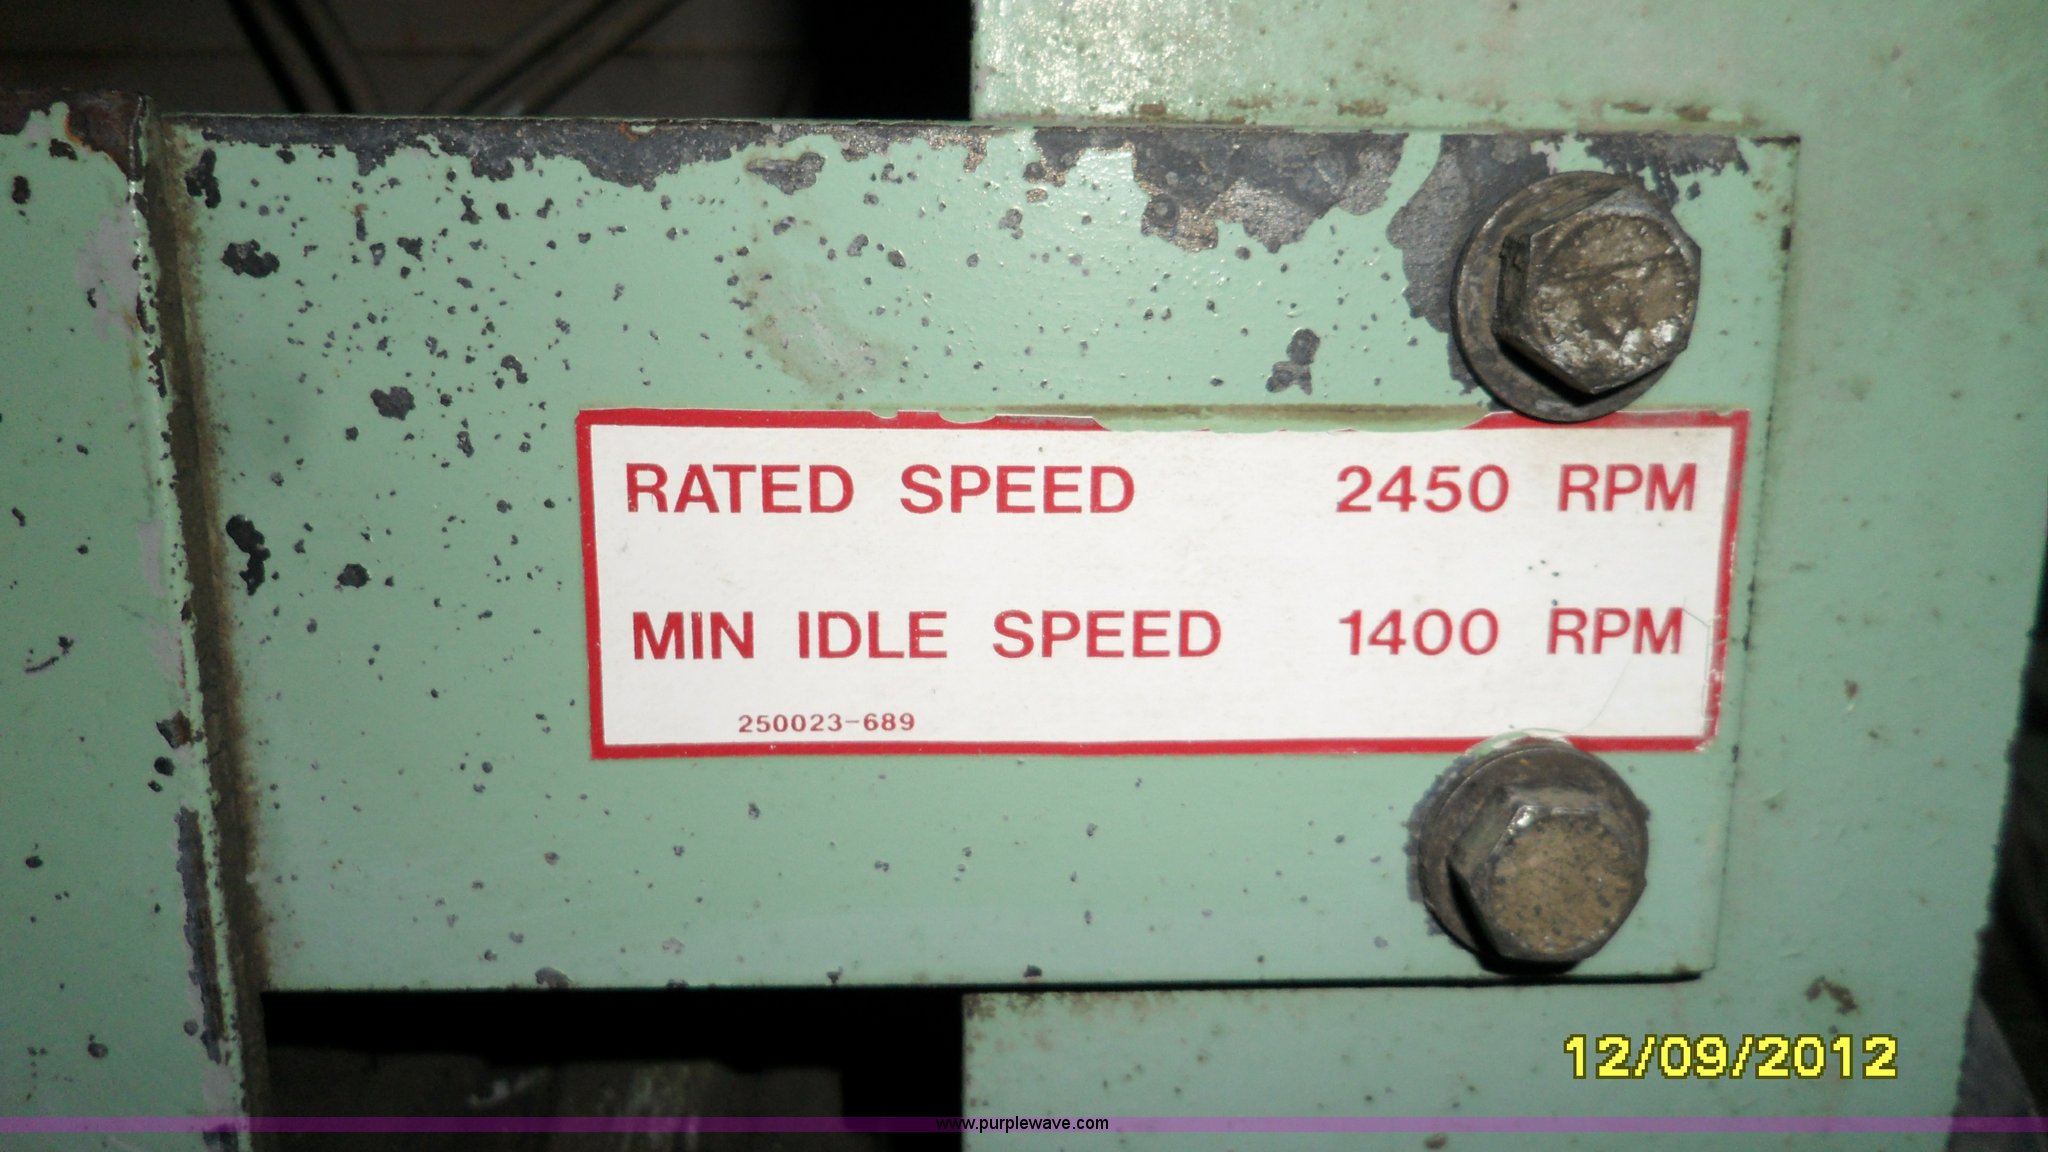 RATED SPEED 2450 RPM
MIN IDLE SPEED 1400 RPM
250023-689
12/09/2012
www.purplewave.com